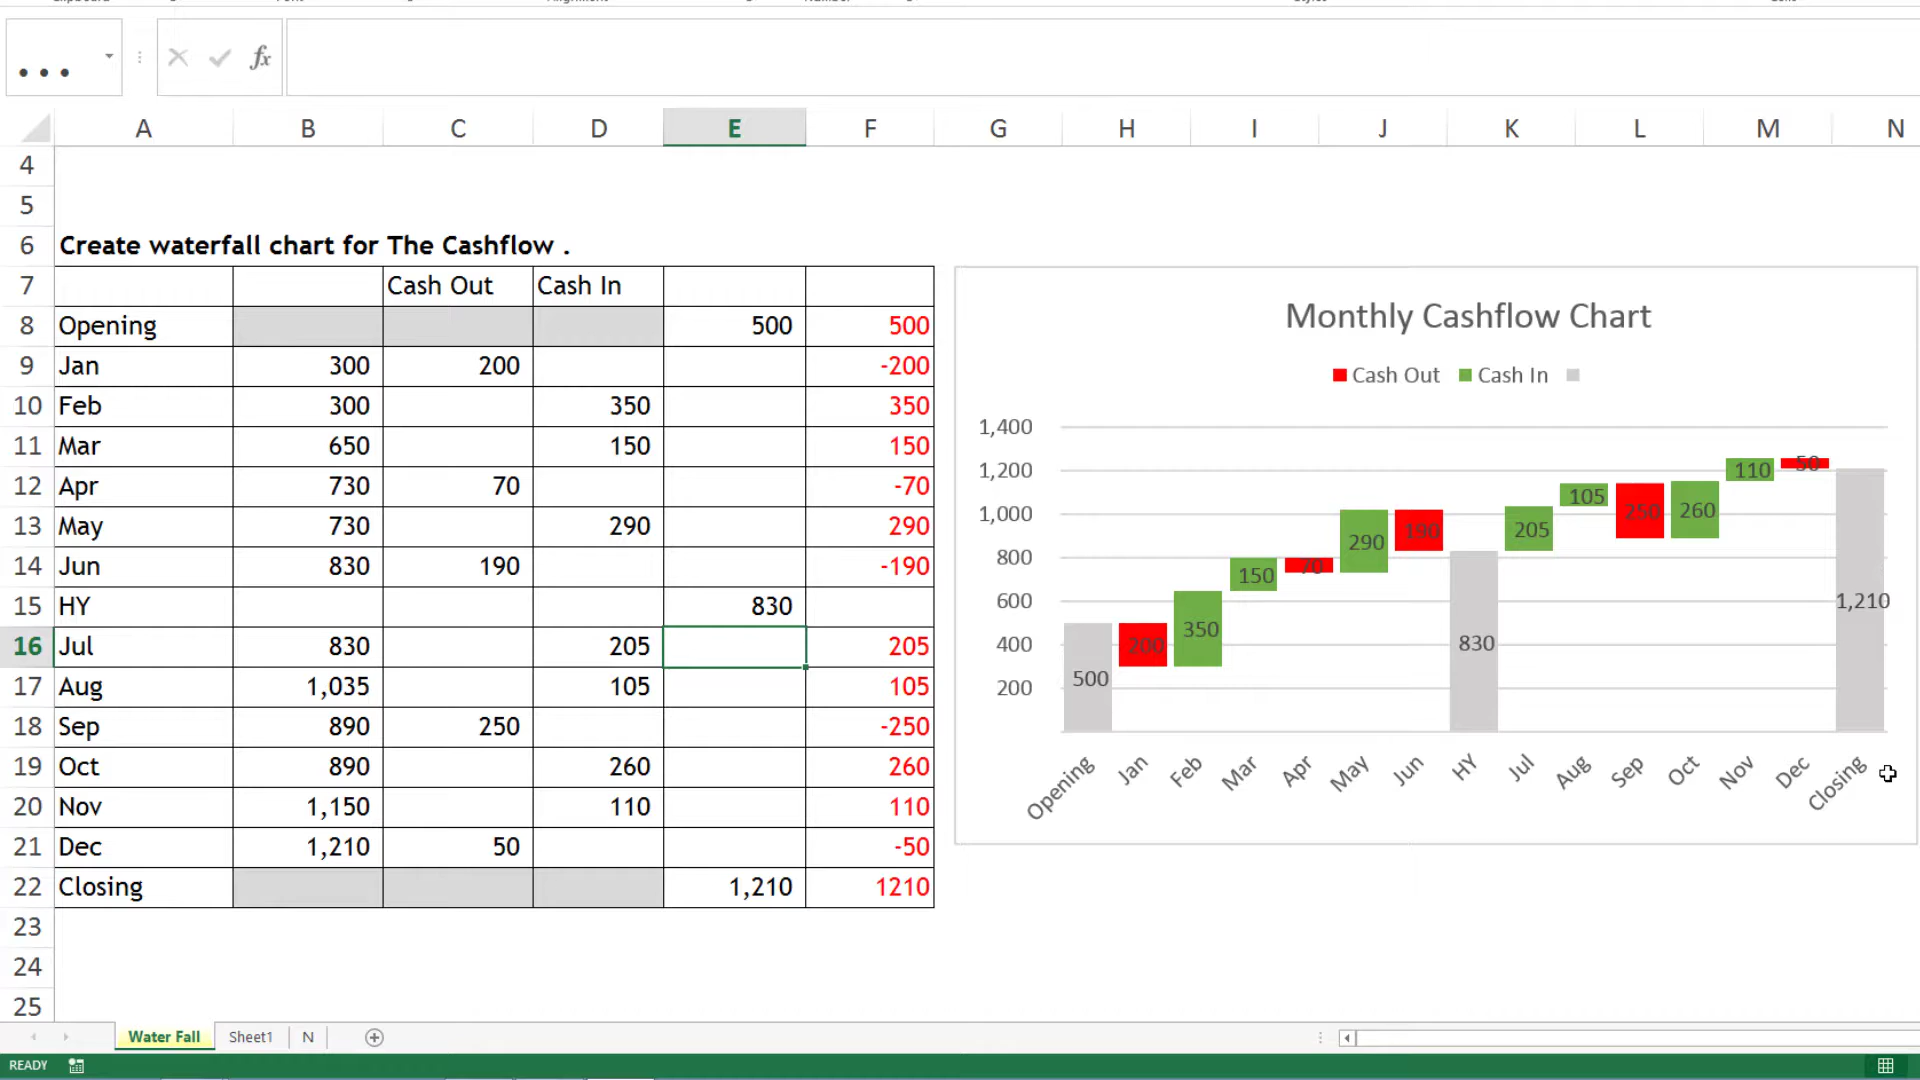 fx
A B C D E F G H I J K L M N
4
5
6 Create waterfall chart for The Cashflow .
7 Cash Out Cash In
8 Opening 500 500
9 Jan 300 200 -200
10 Feb 300 350 350
11 Mar 650 150 150
12 Apr 730 70 -70
13 May 730 290 290
14 Jun 830 190 -190
15 HY 830
16 Jul 830 205 205
17 Aug 1,035 105 105
18 Sep 890 250 -250
19 Oct 890 260 260
20 Nov 1,150 110 110
21 Dec 1,210 50 -50
22 Closing 1,210 1210
23
24
25
Monthly Cashflow Chart
Cash Out Cash In
1,400
1,200
1,000
800
600
400
200
500 200 350 150 70 290 190 830 205 105 250 260 110 50 1,210
Opening Jan Feb Mar Apr May Jun HY Jul Aug Sep Oct Nov Dec Closing
Water Fall Sheet1 N
READY